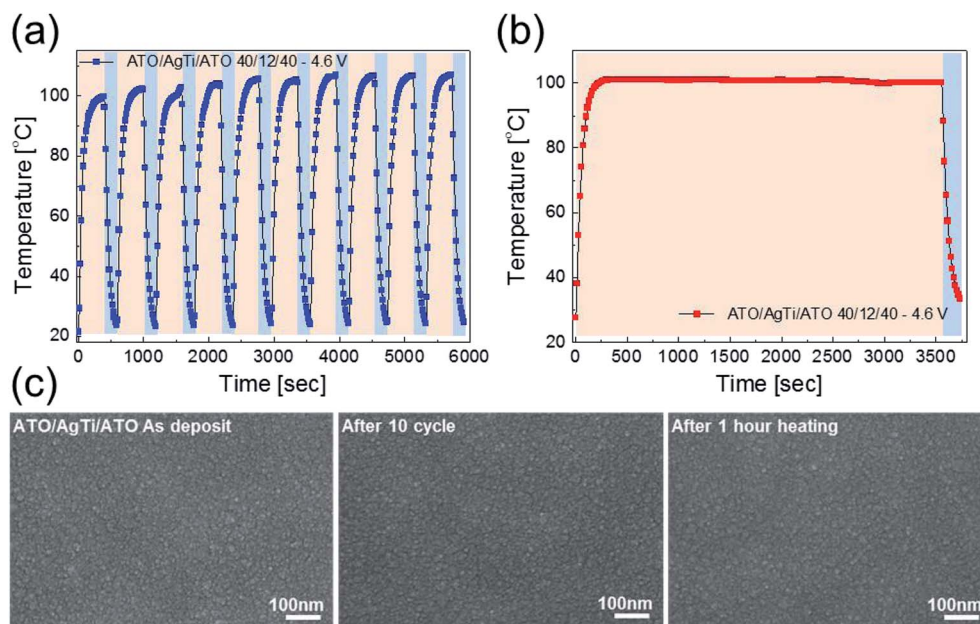 (a)
ATO/AgTi/ATO 40/12/40 - 4.6 V
Temperature [°C]
100
80
60
40
20
0
1000
2000
3000
4000
5000
6000
Time [sec]
(b)
120
100
80
60
40
20
ATO/AgTi/ATO 40/12/40 - 4.6 V
Temperature [°C]
0
500
1000
1500
2000
2500
3000
3500
Time [sec]
(c)
ATO/AgTi/ATO As deposit
100nm
After 10 cycle
100nm
After 1 hour heating
100nm